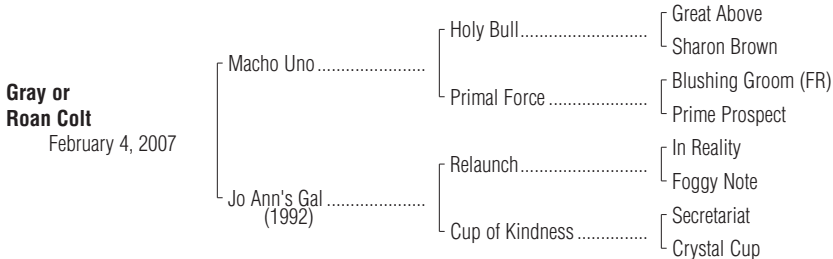 Great Above
Holy Bull
Sharon Brown
Macho Uno
Blushing Groom (FR)
Primal Force
Prime Prospect
Gray or
Roan Colt
February 4, 2007
In Reality
Relaunch
Foggy Note
Jo Ann's Gal
(1992)
Secretariat
Cup of Kindness
Crystal Cup